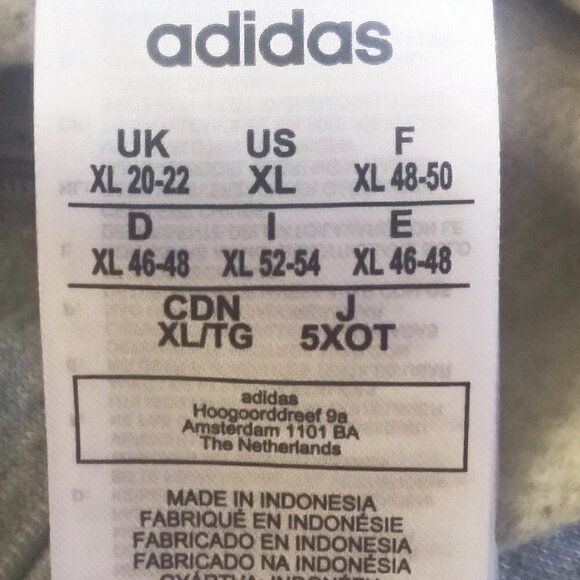 adidas
UK US F
XL 20-22 XL XL 48-50
D I E
XL 46-48 XL 52-54 XL 46-48
CDN J
XL/TG 5XOT
adidas
Hoogoorddreef 9a
Amsterdam 1101 BA
The Netherlands
MADE IN INDONESIA
FABRIQUÉ EN INDONÉSIE
FABRICADO EN INDONESIA
FABRICADO NA INDONÉSIA